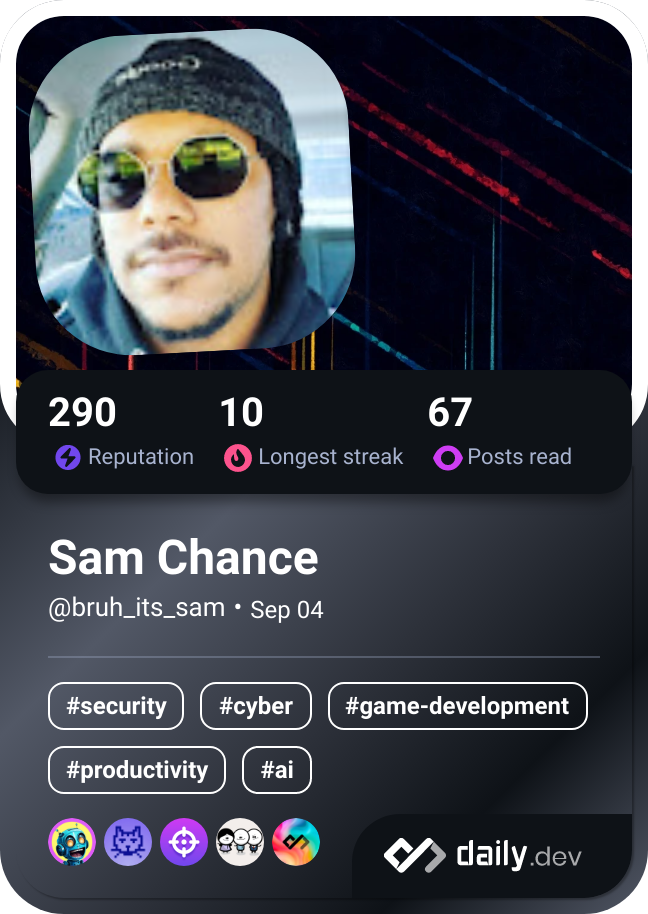 Google
290 10 67
Reputation Longest streak Posts read
Sam Chance
@bruh_its_sam • Sep 04
#security #cyber #game-development
#productivity #ai
daily.dev